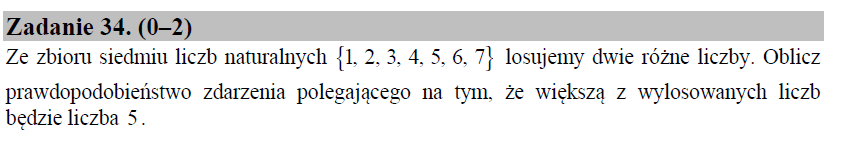 Zadanie 34. (0–2)
Ze zbioru siedmiu liczb naturalnych {1, 2, 3, 4, 5, 6, 7} losujemy dwie różne liczby. Oblicz
prawdopodobieństwo zdarzenia polegającego na tym, że większą z wylosowanych liczb
będzie liczba 5.